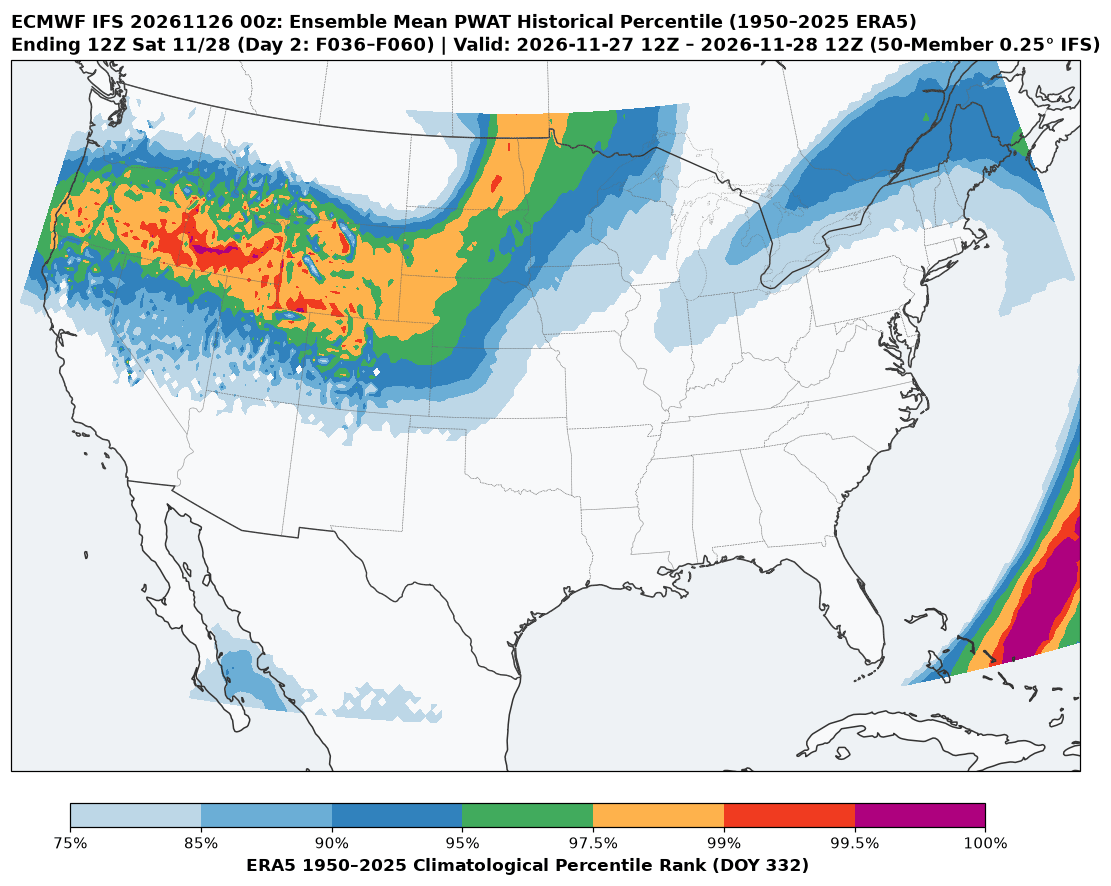 ECMWF IFS 20261126 00z: Ensemble Mean PWAT Historical Percentile (1950–2025 ERA5)
Ending 12Z Sat 11/28 (Day 2: F036–F060) | Valid: 2026-11-27 12Z – 2026-11-28 12Z (50-Member 0.25° IFS)
75% 85% 90% 95% 97.5% 99% 99.5% 100%
ERA5 1950–2025 Climatological Percentile Rank (DOY 332)